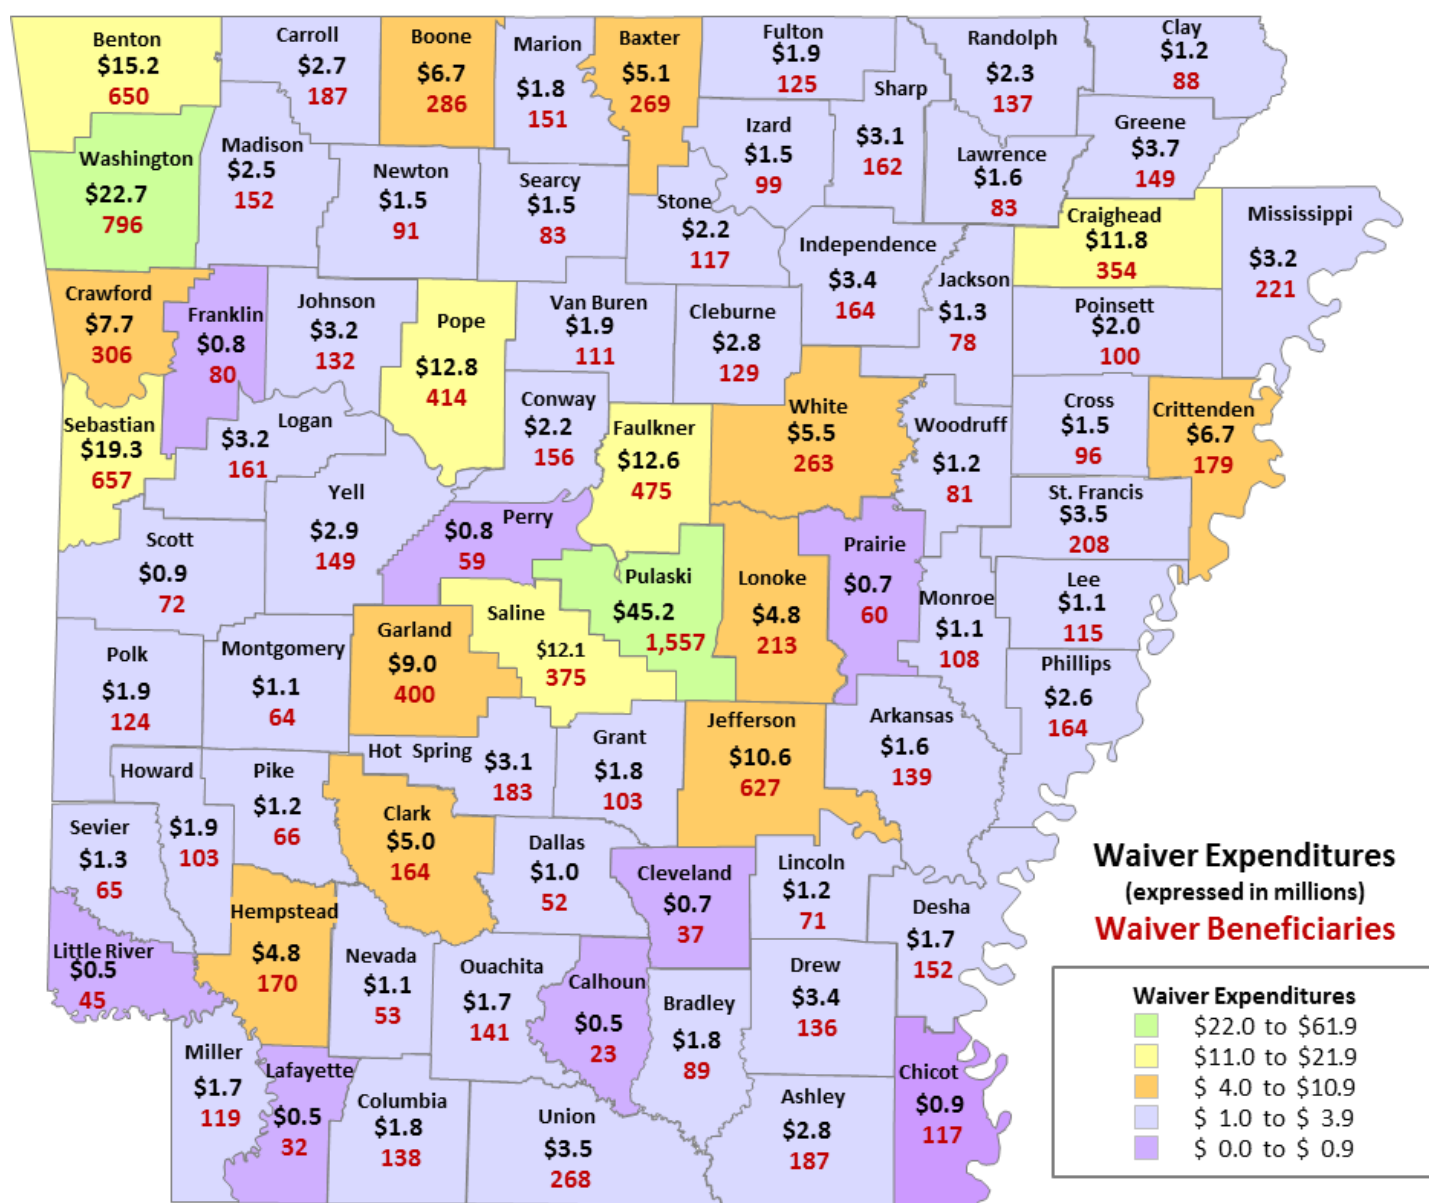 Benton
$15.2
650
Carroll
$2.7
187
Boone
$6.7
286
Marion
$1.8
151
Baxter
$5.1
269
Fulton
$1.9
125
Sharp
$3.1
162
Randolph
$2.3
137
Clay
$1.2
88
Washington
$22.7
796
Madison
$2.5
152
Newton
$1.5
91
Searcy
$1.5
83
Stone
$2.2
117
Izard
$1.5
99
Lawrence
$1.6
83
Greene
$3.7
149
Craighead
$11.8
354
Mississippi
$3.2
221
Independence
$3.4
164
Jackson
$1.3
78
Poinsett
$2.0
100
Crawford
$7.7
306
Franklin
$0.8
80
Johnson
$3.2
132
Pope
$12.8
414
Van Buren
$1.9
111
Cleburne
$2.8
129
Sebastian
$19.3
657
Logan
$3.2
161
Conway
$2.2
156
Faulkner
$12.6
475
White
$5.5
263
Woodruff
$1.2
81
Cross
$1.5
96
Crittenden
$6.7
179
Yell
$2.9
149
Perry
$0.8
59
St. Francis
$3.5
208
Scott
$0.9
72
Pulaski
$45.2
1,557
Lonoke
$4.8
213
Prairie
$0.7
60
Monroe
$1.1
108
Lee
$1.1
115
Saline
$12.1
375
Garland
$9.0
400
Polk
$1.9
124
Montgomery
$1.1
64
Phillips
$2.6
164
Hot Spring
$3.1
183
Grant
$1.8
103
Jefferson
$10.6
627
Arkansas
$1.6
139
Howard
$1.9
103
Pike
$1.2
66
Clark
$5.0
164
Sevier
$1.3
65
Dallas
$1.0
52
Cleveland
$0.7
37
Lincoln
$1.2
71
Desha
$1.7
152
Hempstead
$4.8
170
Little River
$0.5
45
Nevada
$1.1
53
Ouachita
$1.7
141
Calhoun
$0.5
23
Bradley
$1.8
89
Drew
$3.4
136
Miller
$1.7
119
Lafayette
$0.5
32
Columbia
$1.8
138
Union
$3.5
268
Ashley
$2.8
187
Chicot
$0.9
117
Waiver Expenditures
(expressed in millions)
Waiver Beneficiaries
Waiver Expenditures
$22.0 to $61.9
$11.0 to $21.9
$ 4.0 to $10.9
$ 1.0 to $ 3.9
$ 0.0 to $ 0.9